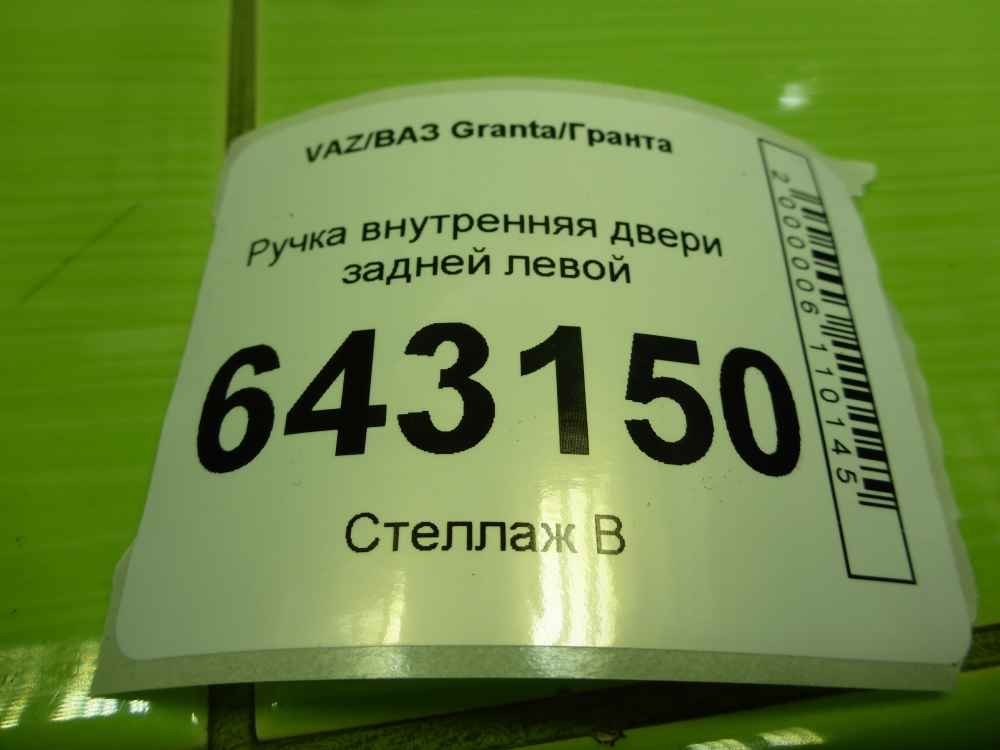 VAZ/ВАЗ Granta/Гранта
Ручка внутренняя двери
задней левой
643150
Стеллаж В
2000006110145